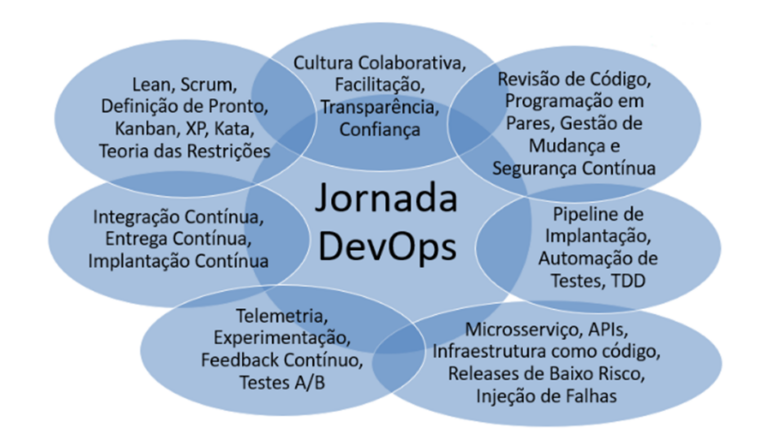 Cultura Colaborativa,
Facilitação,
Transparência,
Confiança
Lean, Scrum,
Definição de Pronto,
Kanban, XP, Kata,
Teoria das Restrições
Revisão de Código,
Programação em
Pares, Gestão de
Mudança e
Segurança Contínua
Jornada
DevOps
Integração Contínua,
Entrega Contínua,
Implantação Contínua
Pipeline de
Implantação,
Automação de
Testes, TDD
Telemetria,
Experimentação,
Feedback Contínuo,
Testes A/B
Microsserviço, APIs,
Infraestrutura como código,
Releases de Baixo Risco,
Injeção de Falhas